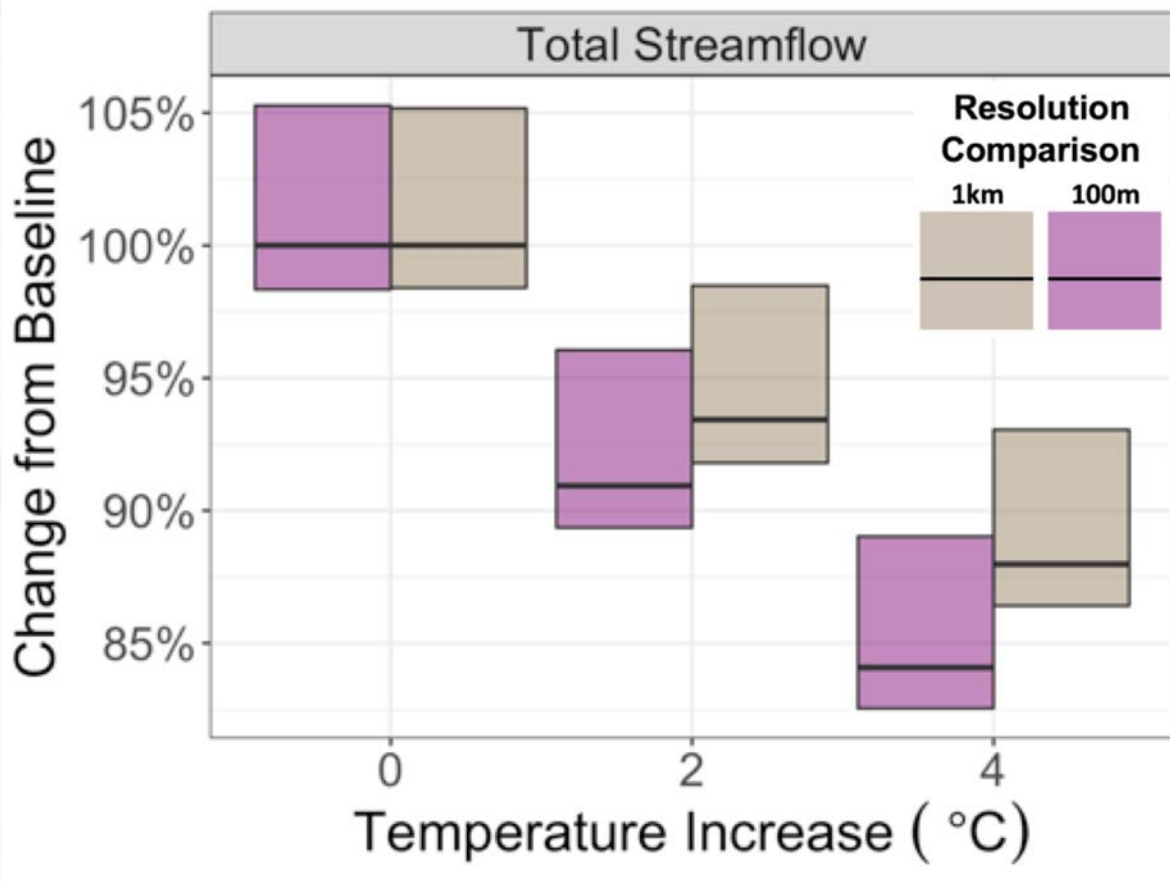 Total Streamflow
Change from Baseline
105%
100%
95%
90%
85%
Resolution
Comparison
1km 100m
0 2 4
Temperature Increase ( °C)